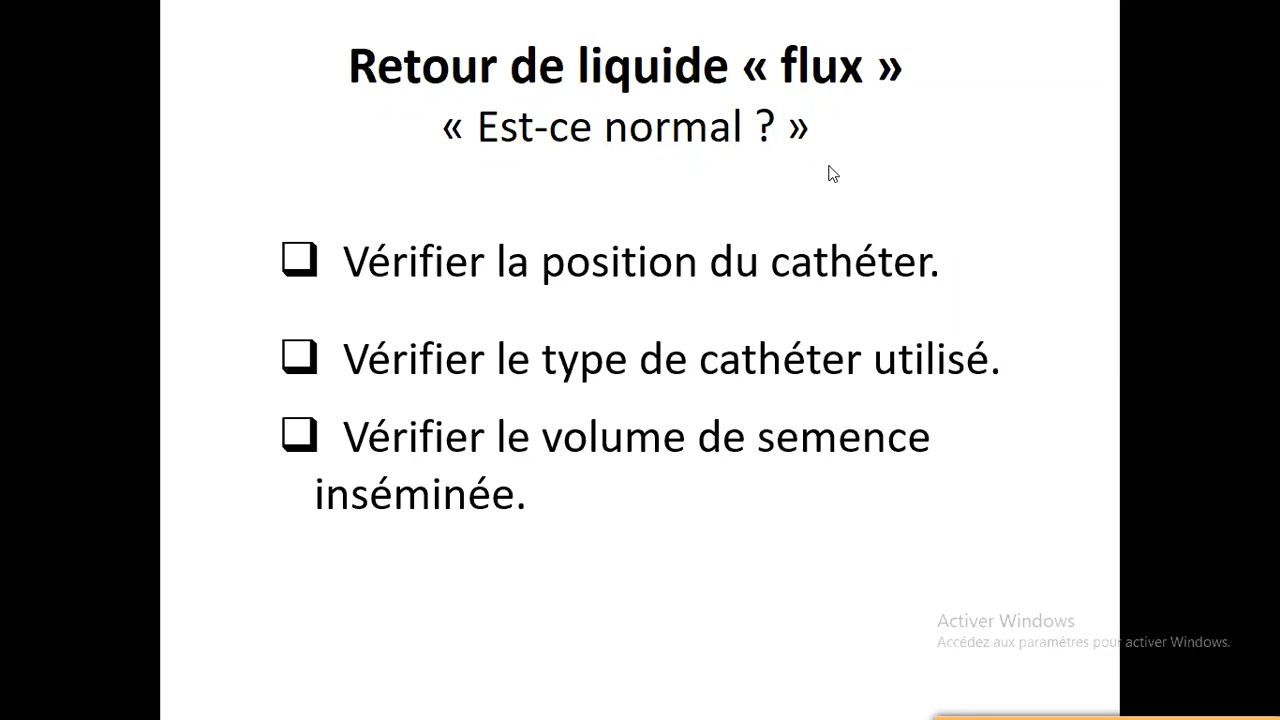 Retour de liquide « flux »
« Est-ce normal ? »
Vérifier la position du cathéter.
Vérifier le type de cathéter utilisé.
Vérifier le volume de semence
inséminée.
Activer Windows
Accédez aux paramètres pour activer Windows.